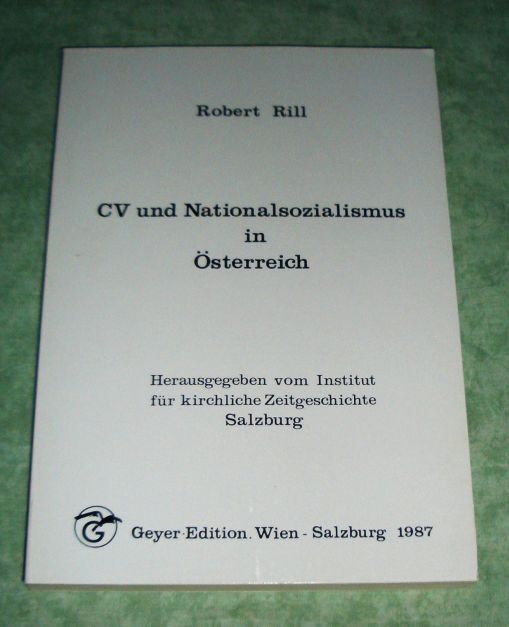 Robert Rill
CV und Nationalsozialismus
in
Österreich
Herausgegeben vom Institut
für kirchliche Zeitgeschichte
Salzburg
G
Geyer-Edition. Wien - Salzburg 1987